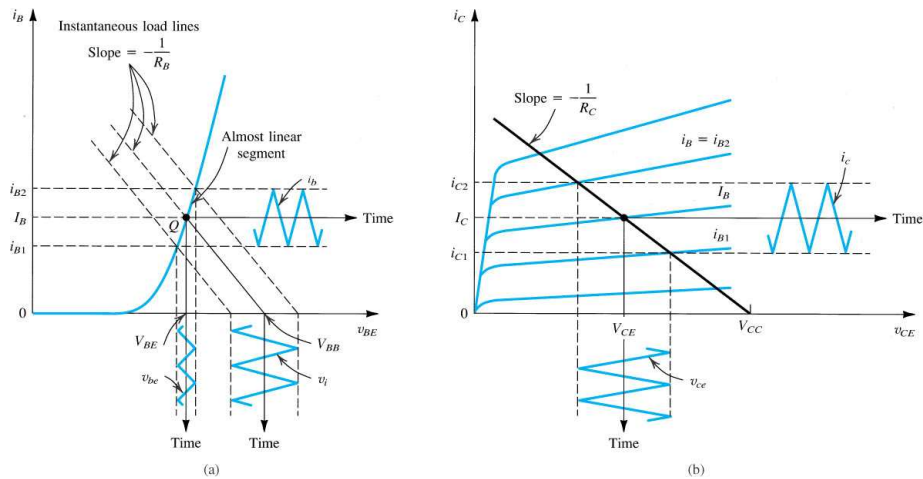 i_B
Instantaneous load lines
Slope = -1/R_B
Almost linear
segment
i_B2
i_b
I_B
Q
Time
i_B1
0
V_BE
V_BB
v_BE
v_be
v_i
Time
Time
(a)
i_C
Slope = -1/R_C
i_B = i_B2
i_c
i_C2
I_B
I_C
Time
i_B1
i_C1
0
V_CE
V_CC
v_CE
v_ce
Time
(b)